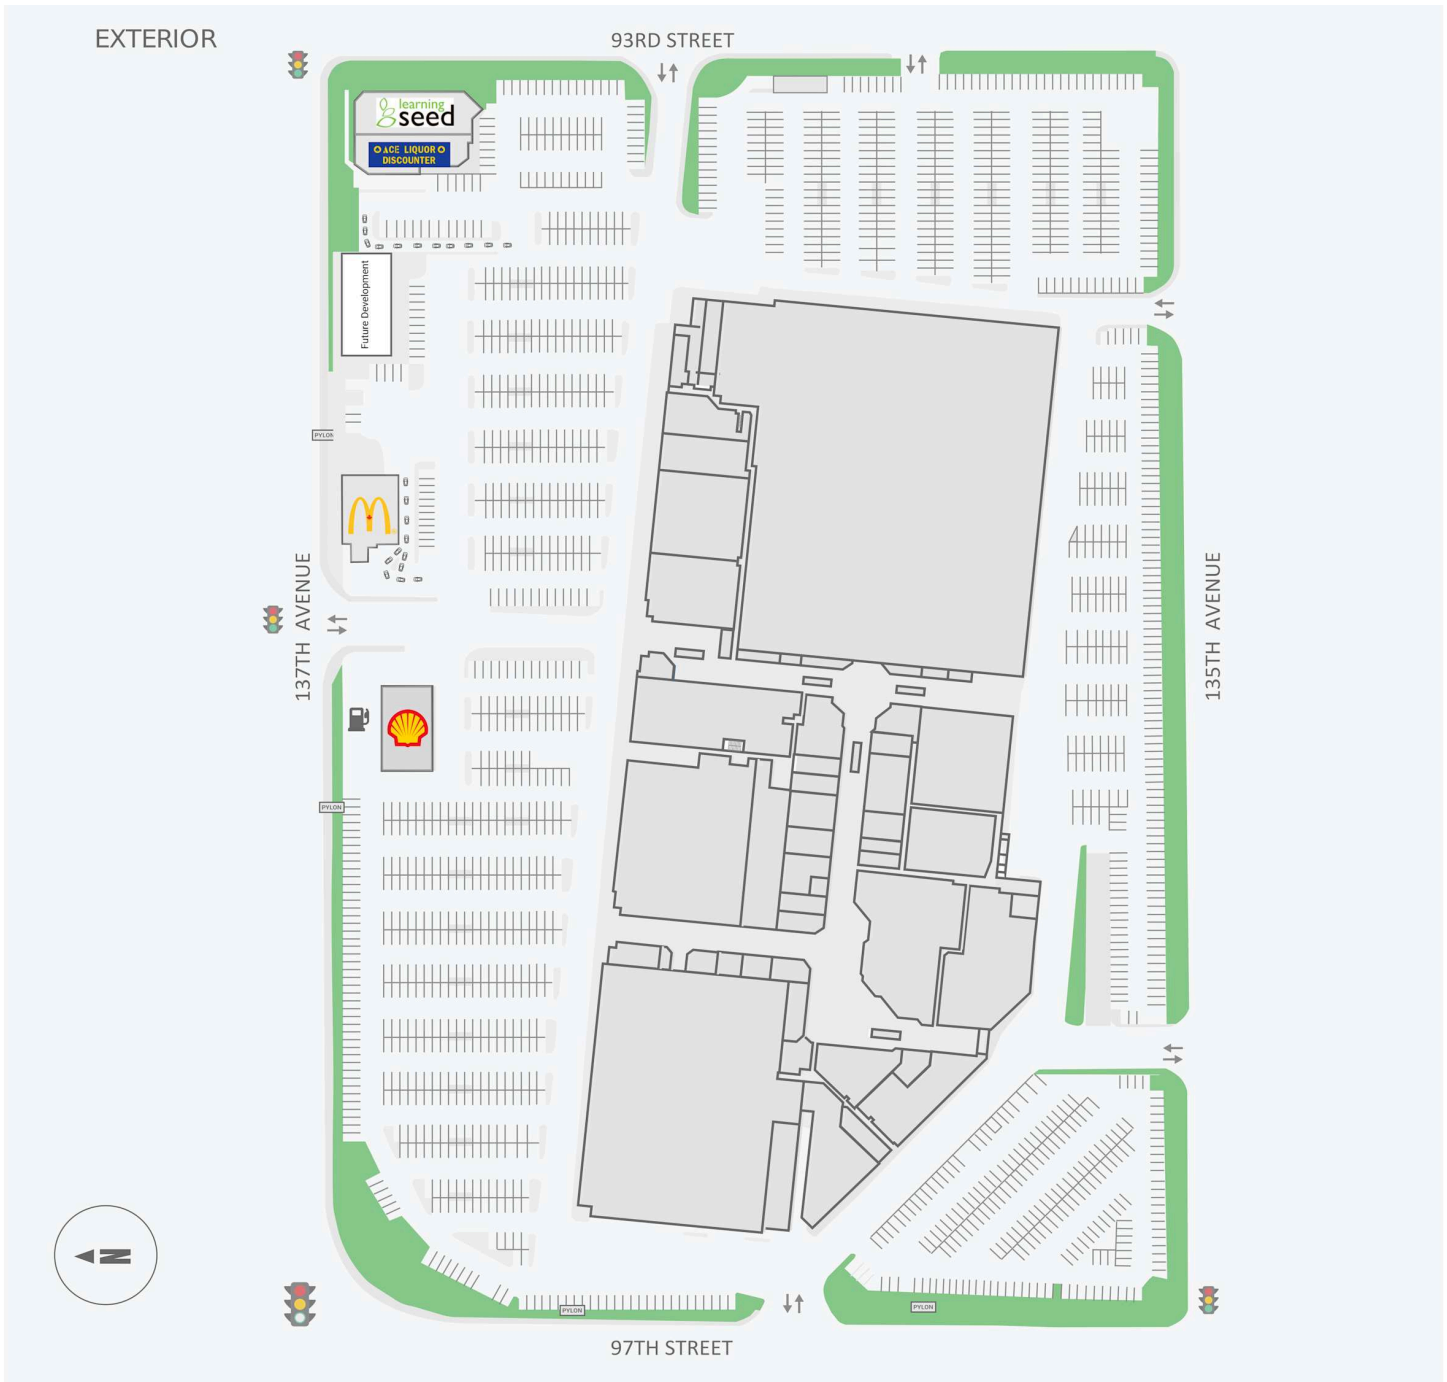 EXTERIOR
93RD STREET
learning
seed
ACE LIQUOR
DISCOUNTER
Future Development
PYLON
137TH AVENUE
135TH AVENUE
PYLON
N
PYLON
PYLON
97TH STREET